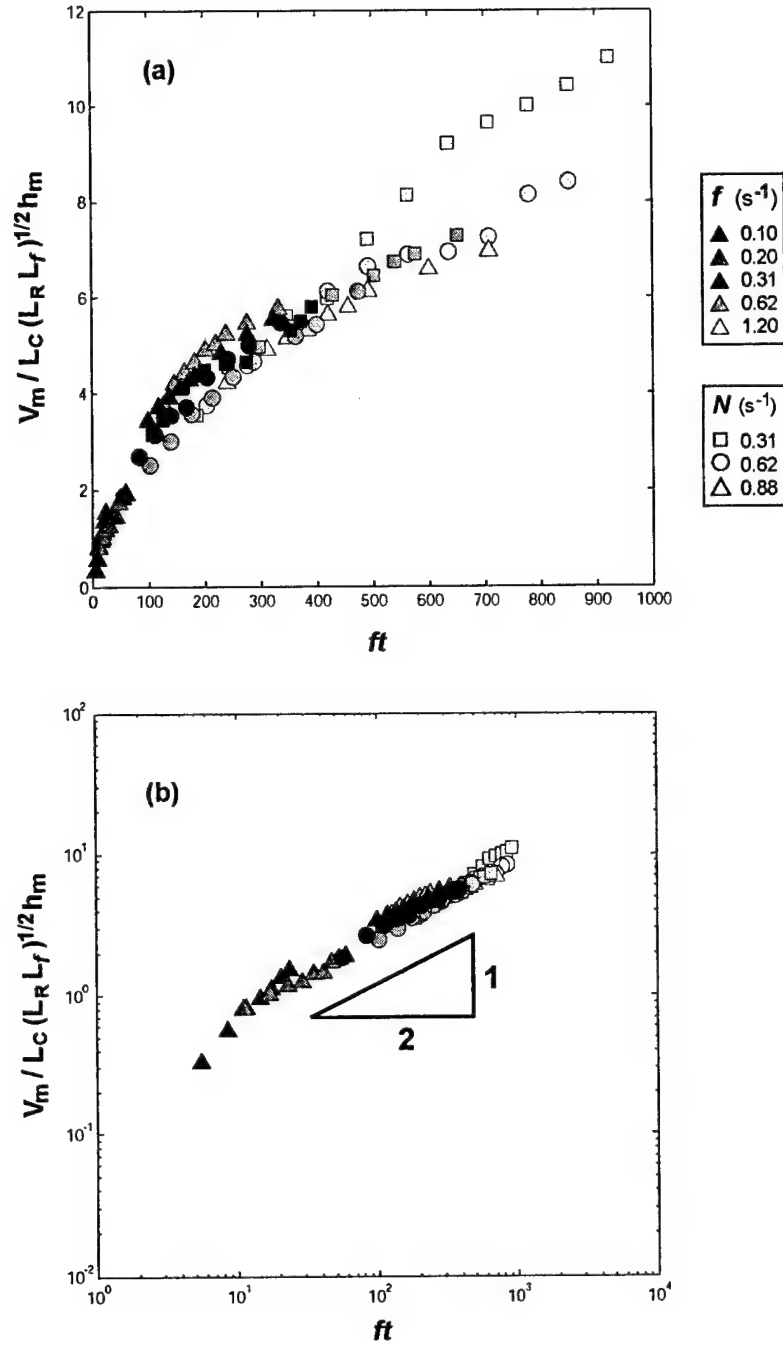 12
10
8
6
4
2
0
(a)
V_m / L_C (L_R L_f)^1/2 h_m
0 100 200 300 400 500 600 700 800 900 1000
ft
f (s^-1)
0.10
0.20
0.31
0.62
1.20
N (s^-1)
0.31
0.62
0.88
10^2
10^1
10^0
10^-1
10^-2
(b)
V_m / L_C (L_R L_f)^1/2 h_m
1
2
10^0 10^1 10^2 10^3 10^4
ft